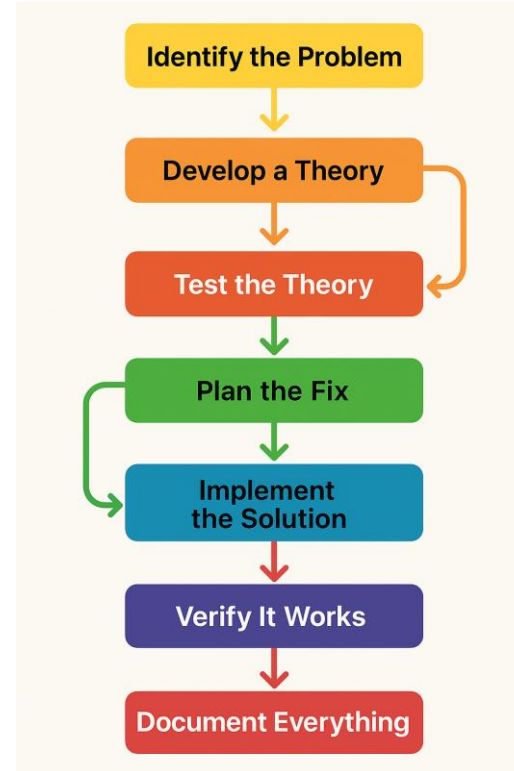 Identify the Problem
Develop a Theory
Test the Theory
Plan the Fix
Implement
the Solution
Verify It Works
Document Everything